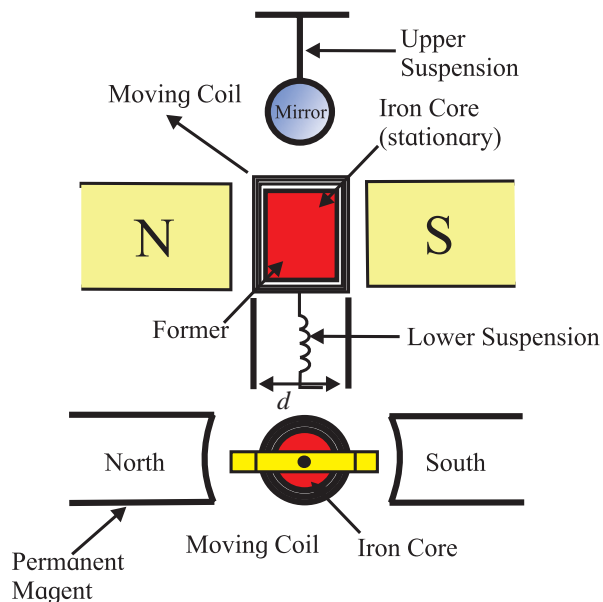 Upper
Suspension
Moving Coil
Mirror
Iron Core
(stationary)
N
S
Former
Lower Suspension
d
North
South
Moving Coil
Iron Core
Permanent
Magent